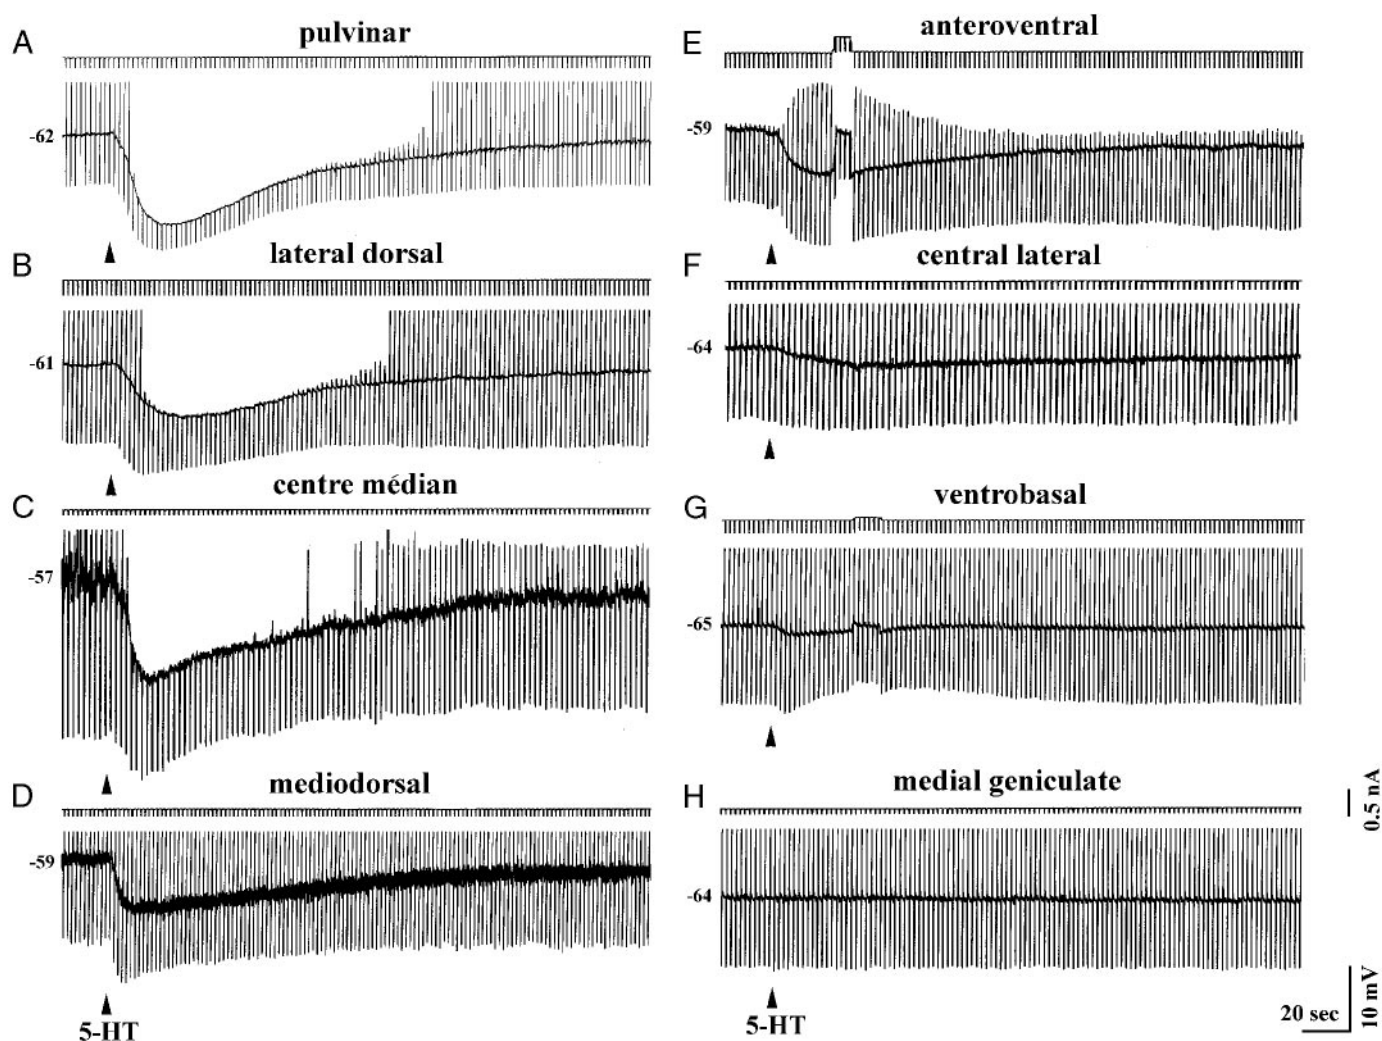 A
pulvinar
-62
B
lateral dorsal
-61
C
centre médian
-57
D
mediodorsal
-59
5-HT
E
anteroventral
-59
F
central lateral
-64
G
ventrobasal
-65
H
medial geniculate
-64
5-HT
0.5 nA
20 sec
10 mV